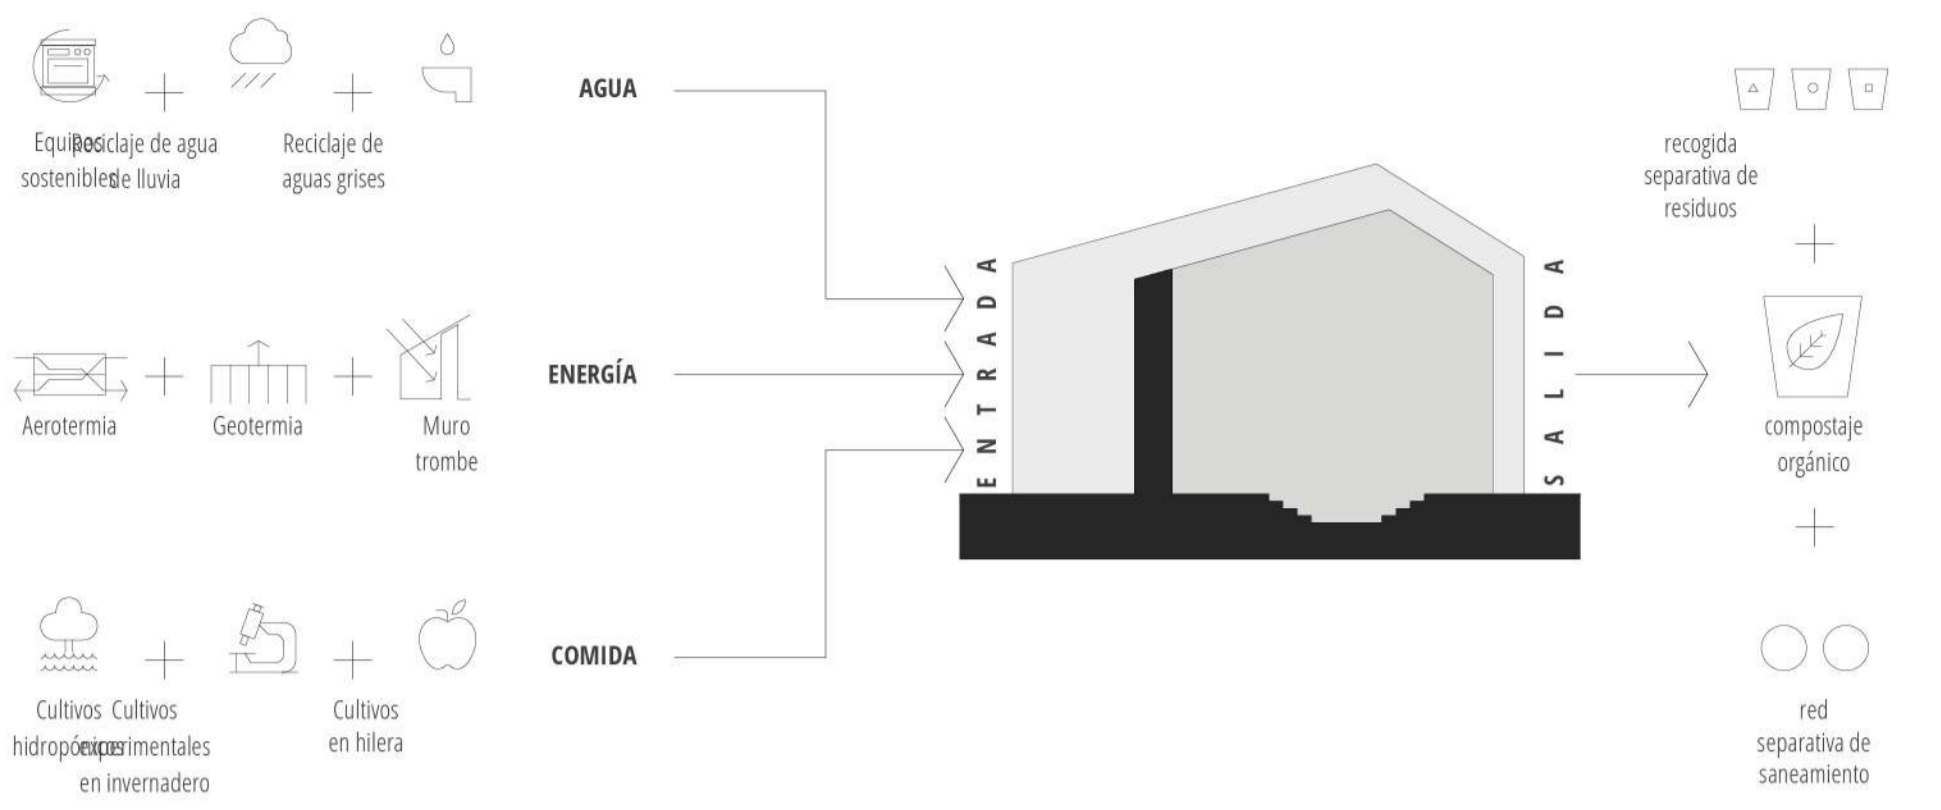 Equipos
sostenibles
Reciclaje de agua
de lluvia
Reciclaje de
aguas grises
AGUA
Aerotermia
Geotermia
Muro
trombe
ENERGÍA
Cultivos
hidropónicos
Cultivos
experimentales
en invernadero
Cultivos
en hilera
COMIDA
ENTRADA
SALIDA
recogida
separativa de
residuos
compostaje
orgánico
red
separativa de
saneamiento